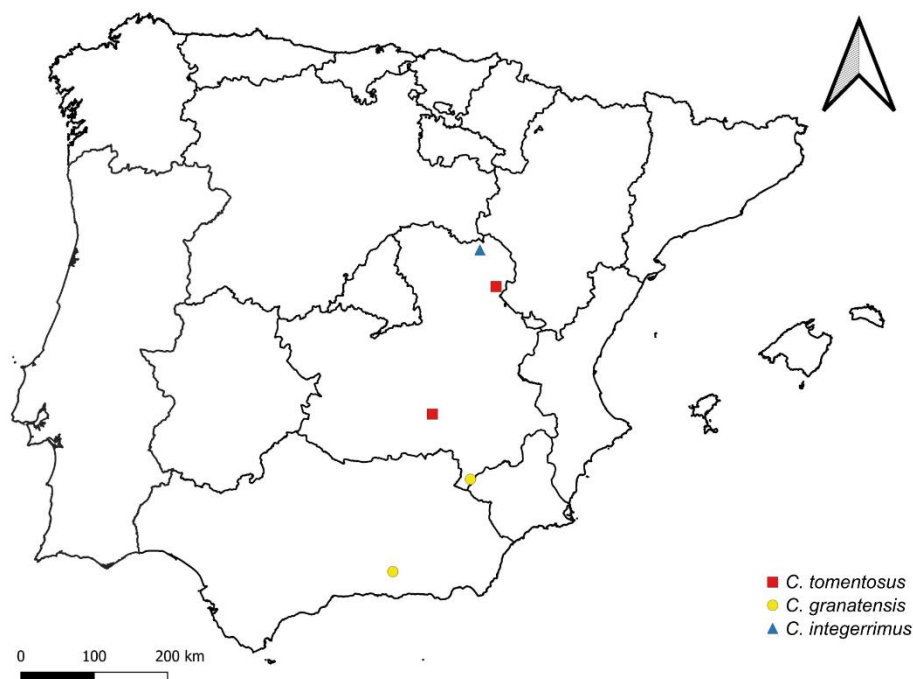 C. tomentosus
C. granatensis
C. integerrimus
0 100 200 km